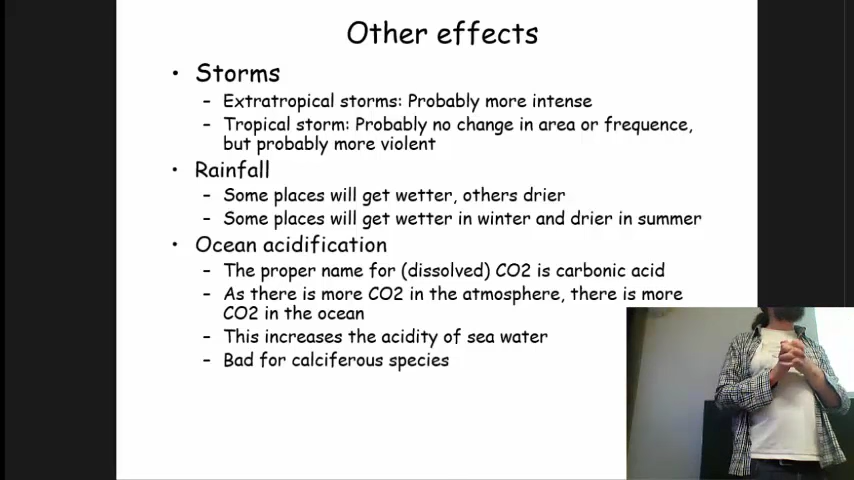 Other effects
• Storms
– Extratropical storms: Probably more intense
– Tropical storm: Probably no change in area or frequence,
but probably more violent
• Rainfall
– Some places will get wetter, others drier
– Some places will get wetter in winter and drier in summer
• Ocean acidification
– The proper name for (dissolved) CO2 is carbonic acid
– As there is more CO2 in the atmosphere, there is more
CO2 in the ocean
– This increases the acidity of sea water
– Bad for calciferous species